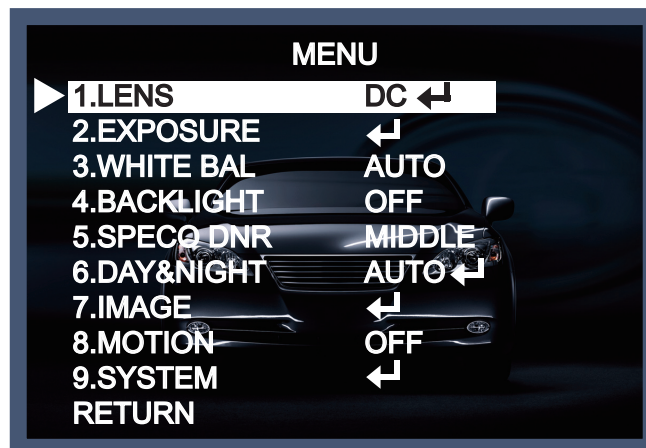 MENU
1.LENS DC ↵
2.EXPOSURE ↵
3.WHITE BAL AUTO
4.BACKLIGHT OFF
5.SPECO DNR MIDDLE
6.DAY&NIGHT AUTO ↵
7.IMAGE ↵
8.MOTION OFF
9.SYSTEM ↵
RETURN